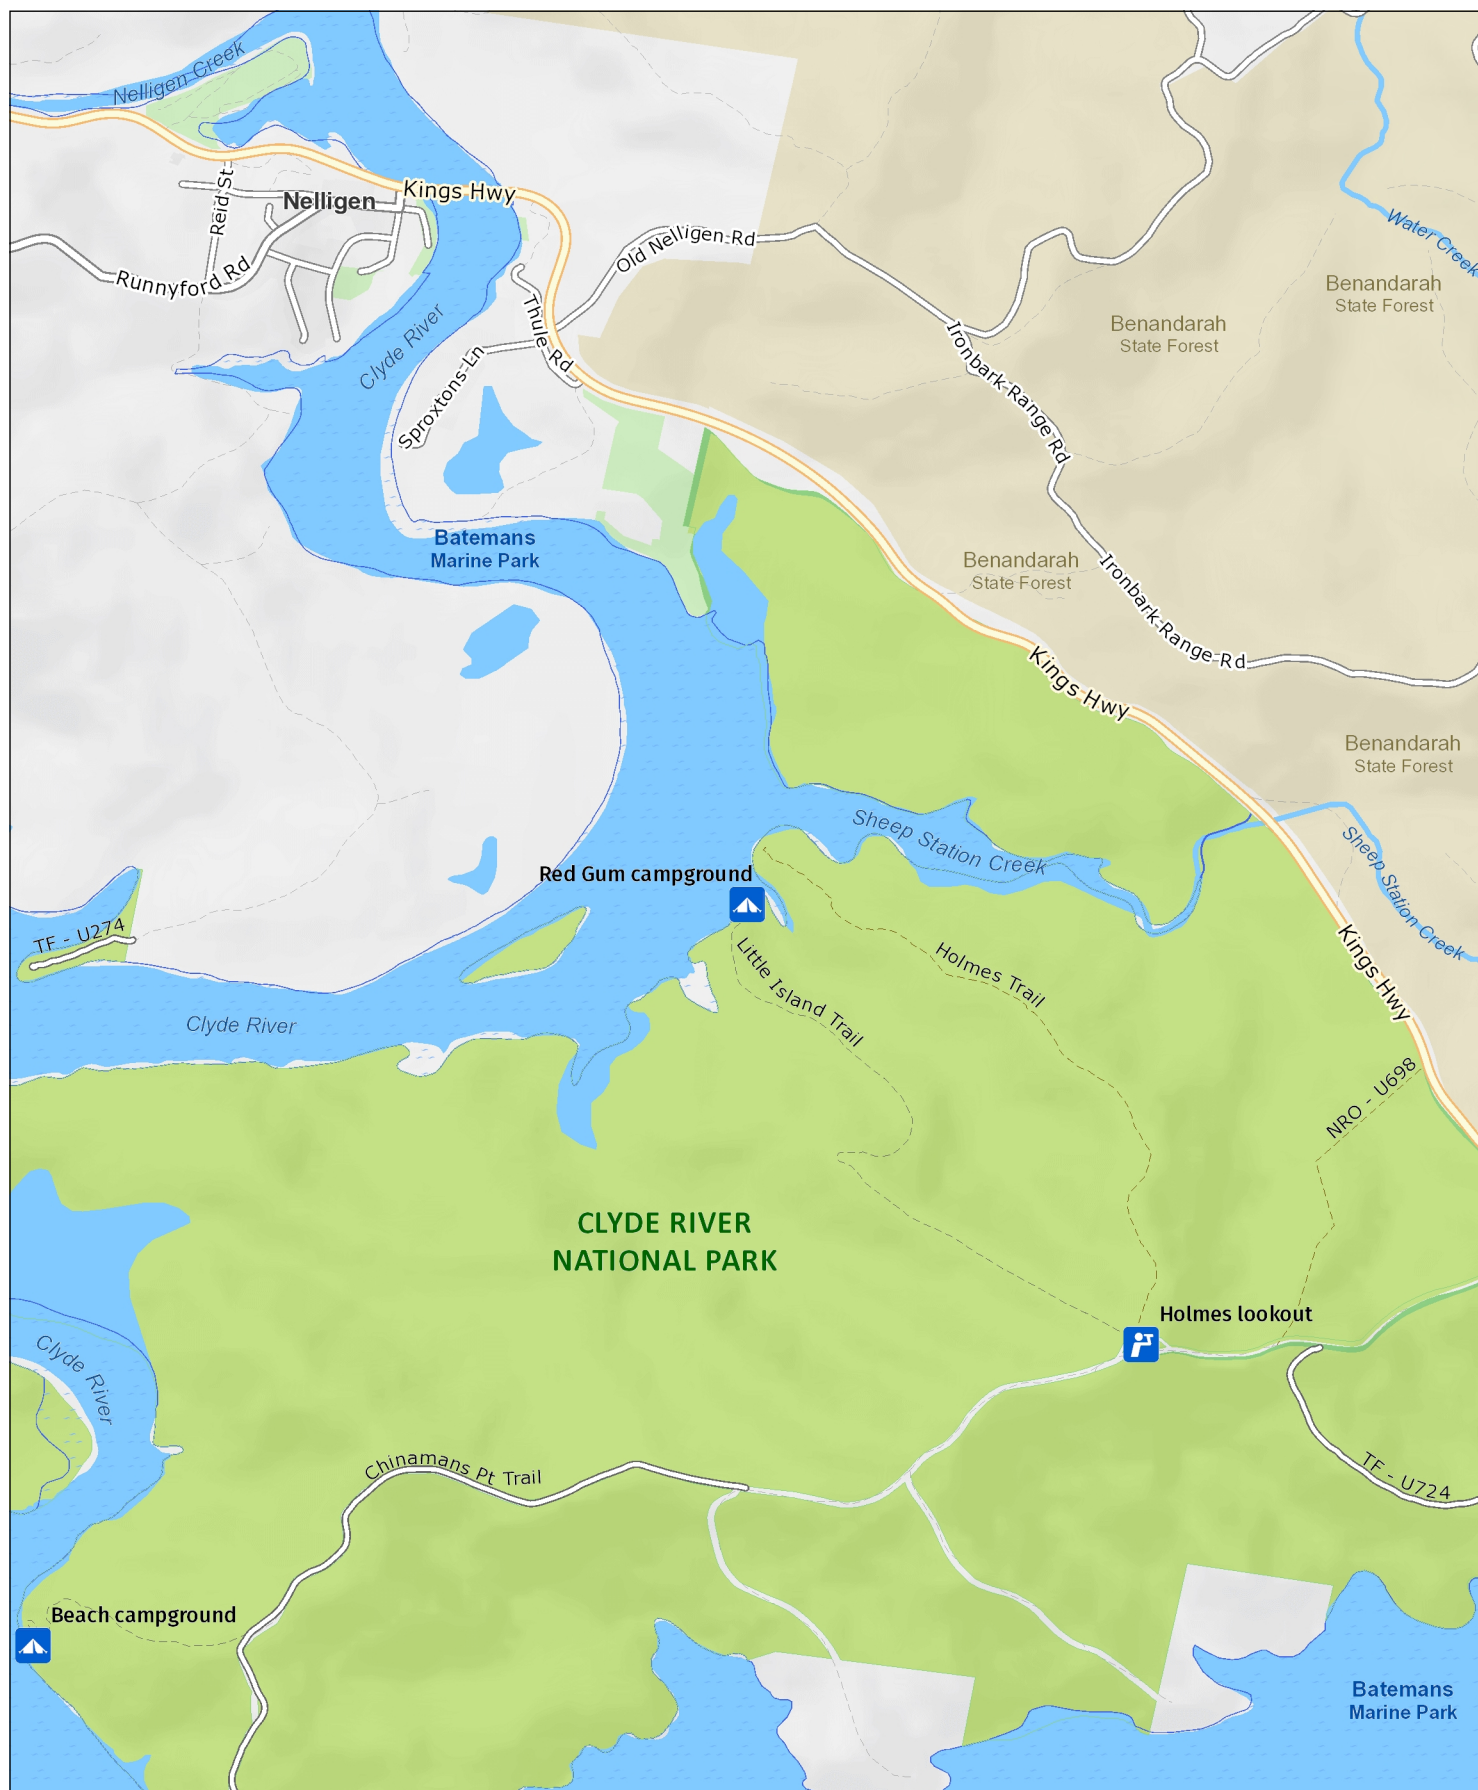 Nelligen Creek
Kings Hwy
Nelligen
Reid St
Runnyford Rd
Old Nelligen Rd
Water Creek
Benandarah
State Forest
Benandarah
State Forest
Clyde River
Thule Rd
Sproxtons Ln
Ironbark Range Rd
Batemans
Marine Park
Benandarah
State Forest
Ironbark Range Rd
Kings Hwy
Benandarah
State Forest
Sheep Station Creek
Sheep Station Creek
Red Gum campground
TF - U274
Little Island Trail
Holmes Trail
Kings Hwy
Clyde River
NRO - U698
CLYDE RIVER
NATIONAL PARK
Holmes lookout
Clyde River
Chinamans Pt Trail
TF - U724
Beach campground
Batemans
Marine Park